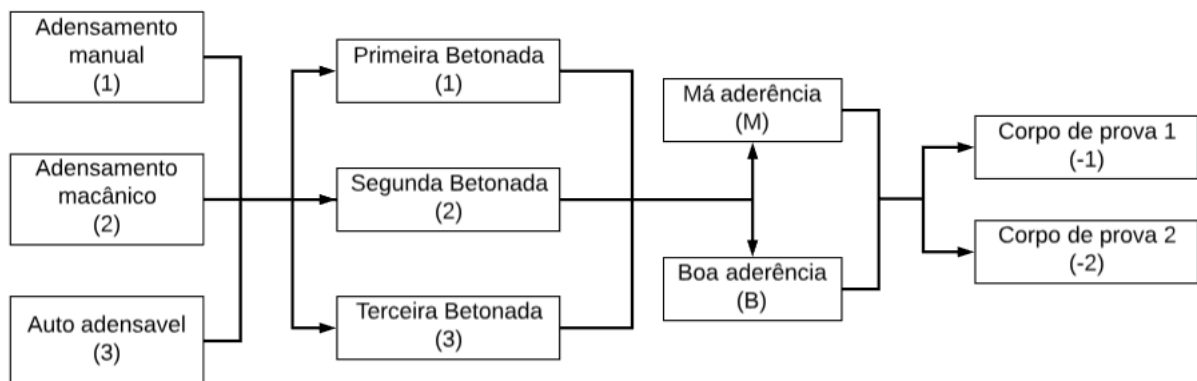 Adensamento
manual
(1)
Adensamento
macânico
(2)
Auto adensavel
(3)
Primeira Betonada
(1)
Segunda Betonada
(2)
Terceira Betonada
(3)
Má aderência
(M)
Boa aderência
(B)
Corpo de prova 1
(-1)
Corpo de prova 2
(-2)